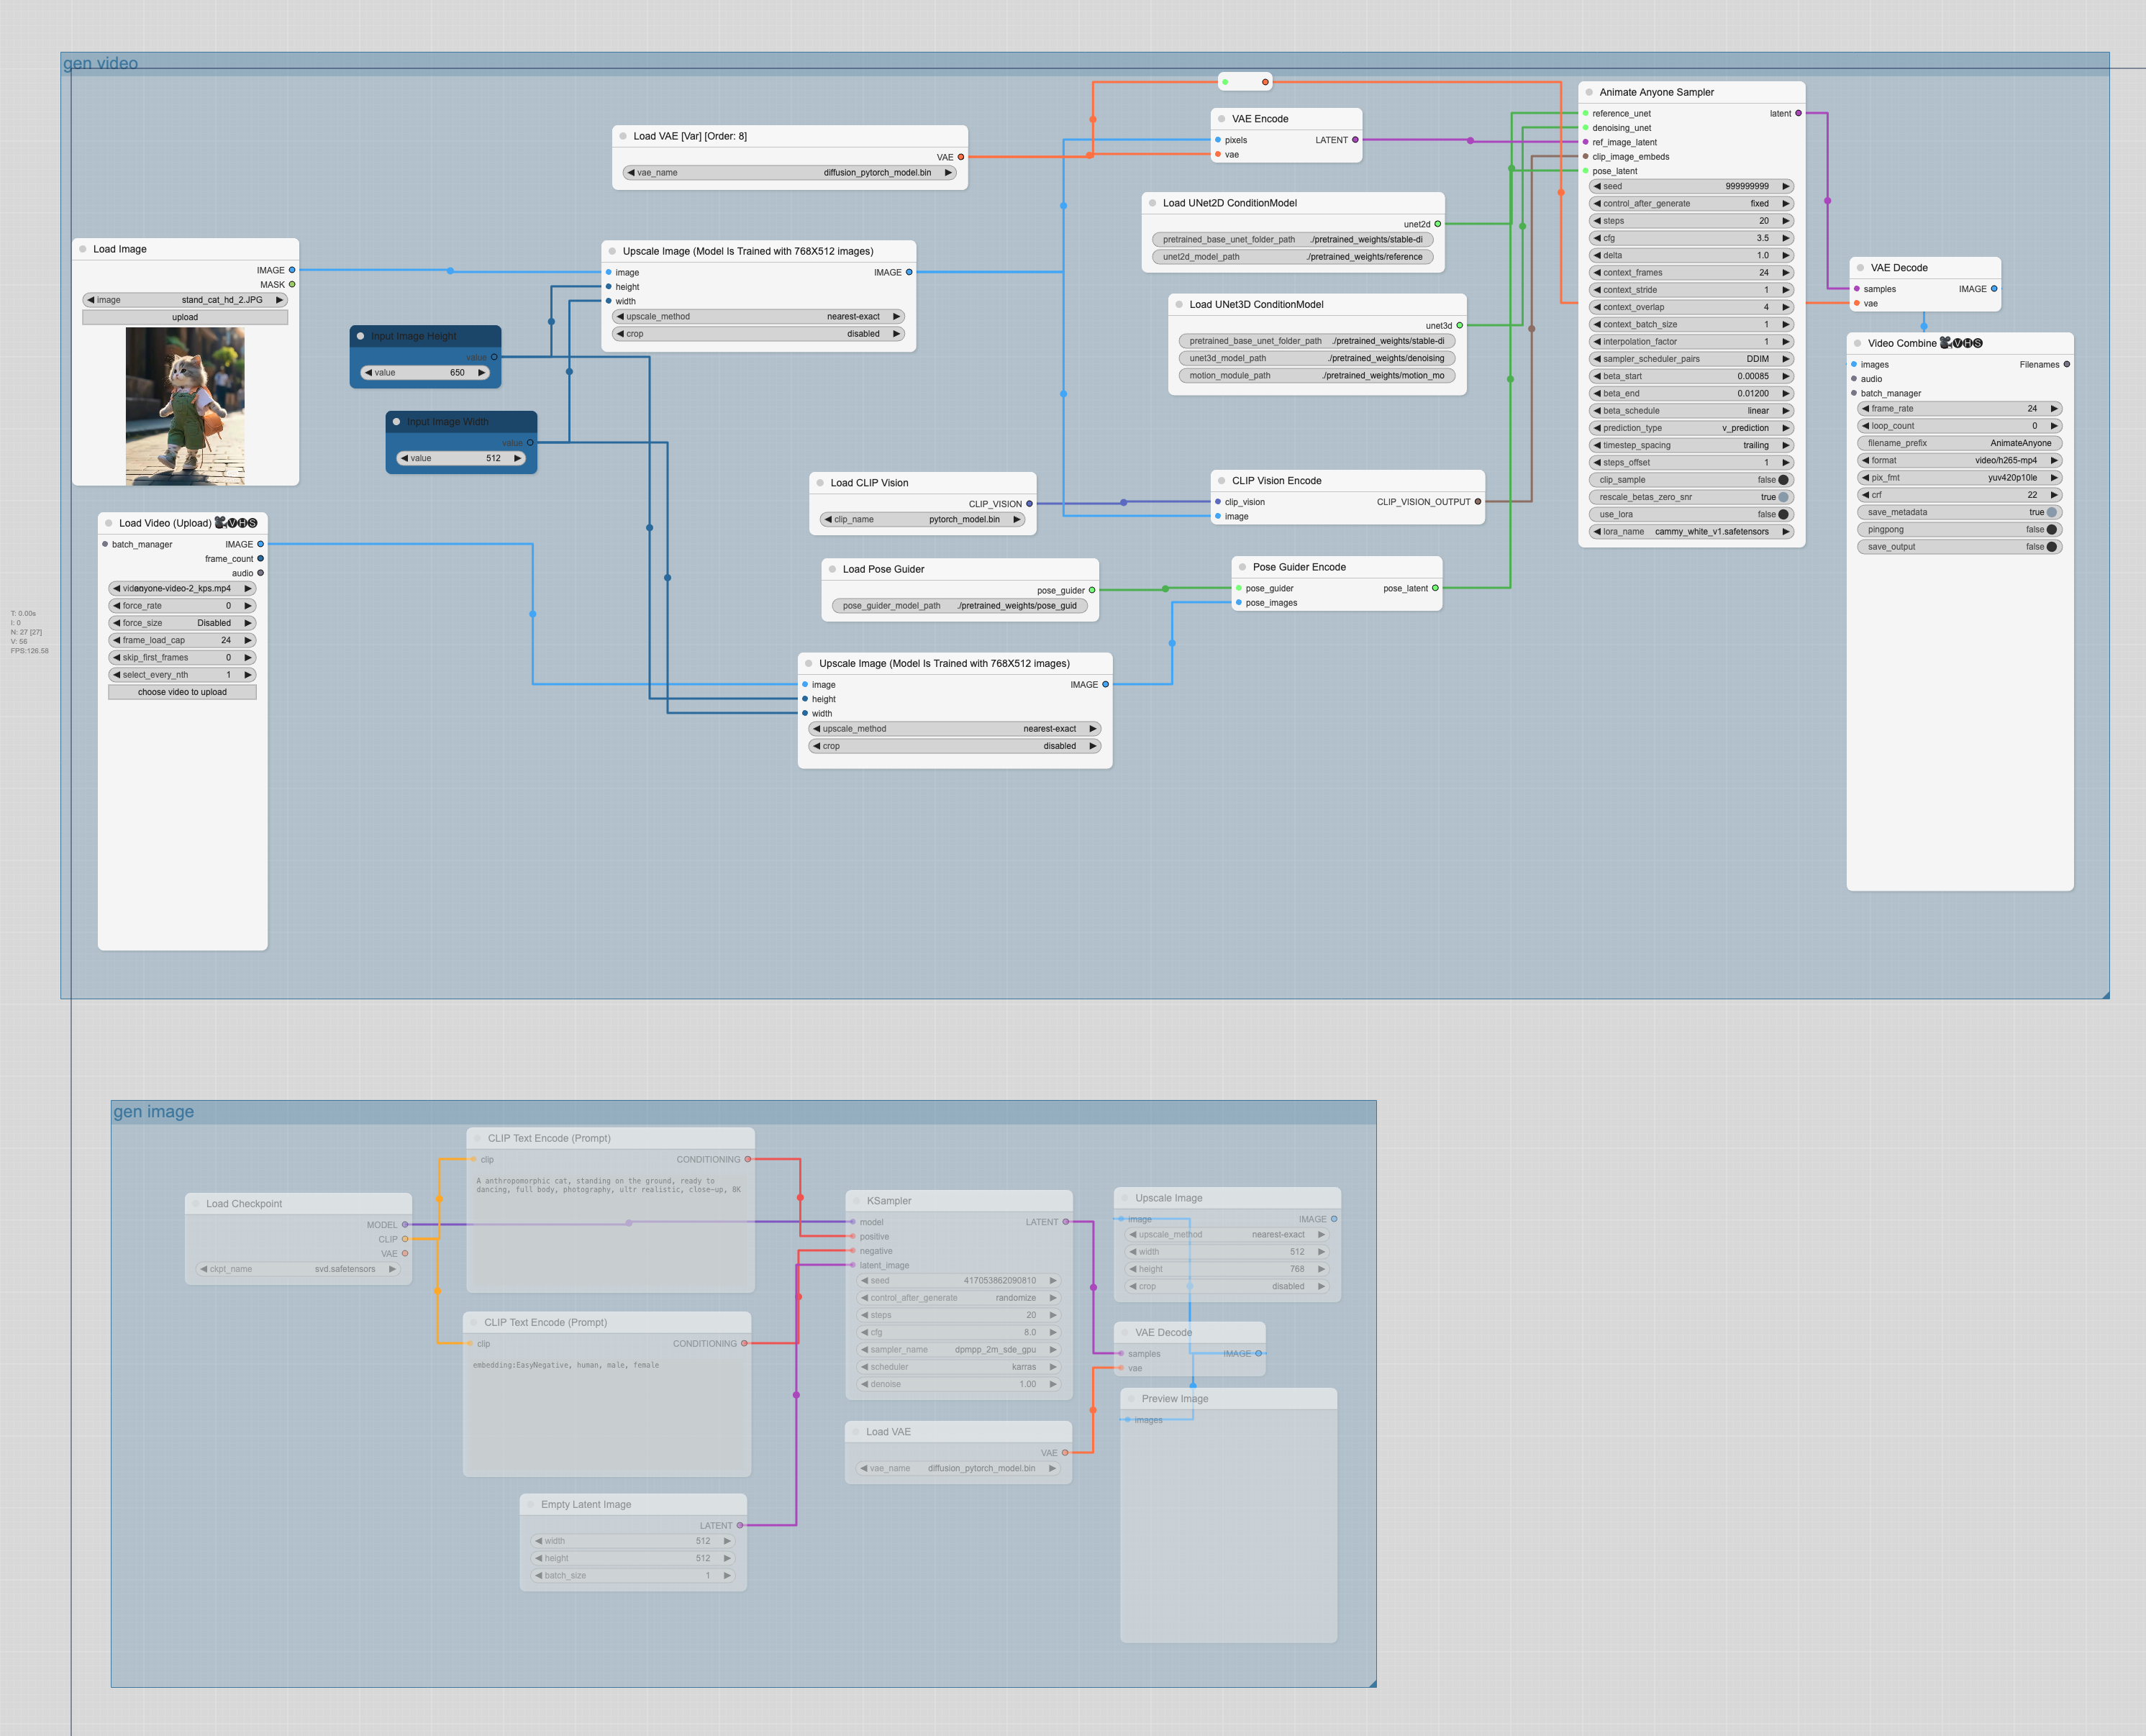 gen video
Load VAE [Var] [Order: 8]
VAE
vae_name diffusion_pytorch_model.bin
Load Image
IMAGE
MASK
image stand_cat_hd_2.JPG
upload
Upscale Image (Model Is Trained with 768X512 images)
image IMAGE
height
width
upscale_method nearest-exact
crop disabled
Input Image Height
value
value 650
Input Image Width
value
value 512
Load Video (Upload) 🎥🅥🅗🅢
batch_manager IMAGE
frame_count
audio
anyone-video-2_kps.mp4
force_rate 0
force_size Disabled
frame_load_cap 24
skip_first_frames 0
select_every_nth 1
choose video to upload
T: 0.00s
I: 0
N: 27 [27]
V: 56
FPS:126.58
VAE Encode
pixels LATENT
vae
Load UNet2D ConditionModel
unet2d
pretrained_base_unet_folder_path ./pretrained_weights/stable-di
unet2d_model_path ./pretrained_weights/reference
Load UNet3D ConditionModel
unet3d
pretrained_base_unet_folder_path ./pretrained_weights/stable-di
unet3d_model_path ./pretrained_weights/denoising
motion_module_path ./pretrained_weights/motion_mo
Load CLIP Vision
CLIP_VISION
clip_name pytorch_model.bin
CLIP Vision Encode
clip_vision CLIP_VISION_OUTPUT
image
Load Pose Guider
pose_guider
pose_guider_model_path ./pretrained_weights/pose_guid
Pose Guider Encode
pose_guider pose_latent
pose_images
Upscale Image (Model Is Trained with 768X512 images)
image IMAGE
height
width
upscale_method nearest-exact
crop disabled
Animate Anyone Sampler
reference_unet latent
denoising_unet
ref_image_latent
clip_image_embeds
pose_latent
seed 999999999
control_after_generate fixed
steps 20
cfg 3.5
delta 1.0
context_frames 24
context_stride 1
context_overlap 4
context_batch_size 1
interpolation_factor 1
sampler_scheduler_pairs DDIM
beta_start 0.00085
beta_end 0.01200
beta_schedule linear
prediction_type v_prediction
timestep_spacing trailing
steps_offset 1
clip_sample false
rescale_betas_zero_snr true
use_lora false
lora_name cammy_white_v1.safetensors
VAE Decode
samples IMAGE
vae
Video Combine 🎥🅥🅗🅢
images Filenames
audio
batch_manager
frame_rate 24
loop_count 0
filename_prefix AnimateAnyone
format video/h265-mp4
pix_fmt yuv420p10le
crf 22
save_metadata true
pingpong false
save_output false
gen image
CLIP Text Encode (Prompt)
clip CONDITIONING
A anthropomorphic cat, standing on the ground, ready to
dancing, full body, photography, ultr realistic, close-up, 8K
Load Checkpoint
MODEL
CLIP
VAE
ckpt_name svd.safetensors
CLIP Text Encode (Prompt)
clip CONDITIONING
embedding:EasyNegative, human, male, female
Empty Latent Image
LATENT
width 512
height 512
batch_size 1
KSampler
model LATENT
positive
negative
latent_image
seed 417053862090810
control_after_generate randomize
steps 20
cfg 8.0
sampler_name dpmpp_2m_sde_gpu
scheduler karras
denoise 1.00
Load VAE
VAE
vae_name diffusion_pytorch_model.bin
Upscale Image
image IMAGE
upscale_method nearest-exact
width 512
height 768
crop disabled
VAE Decode
samples IMAGE
vae
Preview Image
images